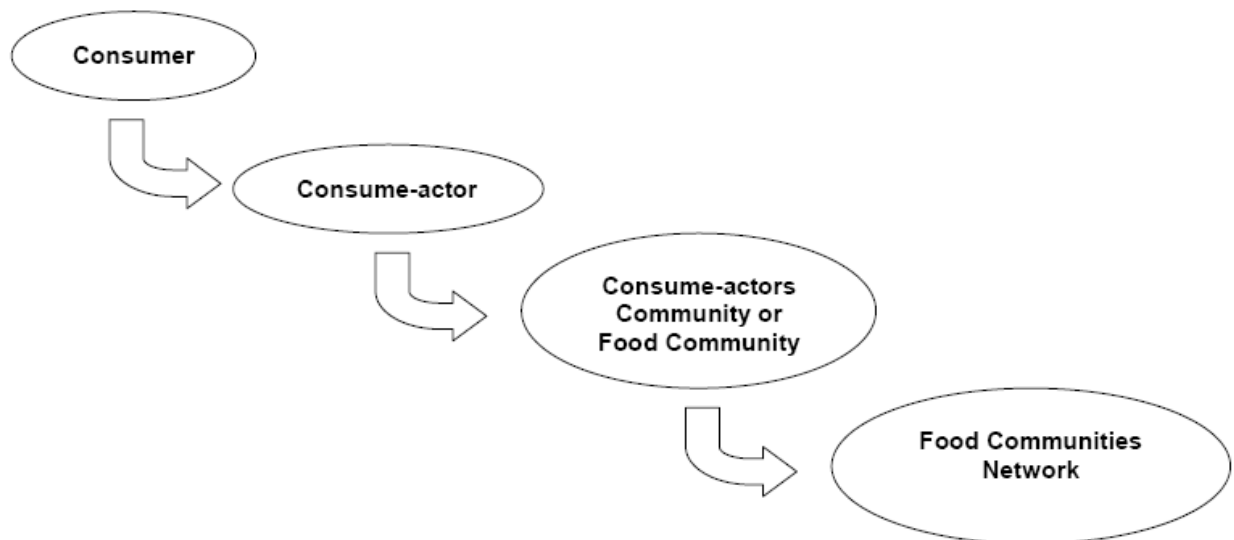 Consumer
Consume-actor
Consume-actors
Community or
Food Community
Food Communities
Network